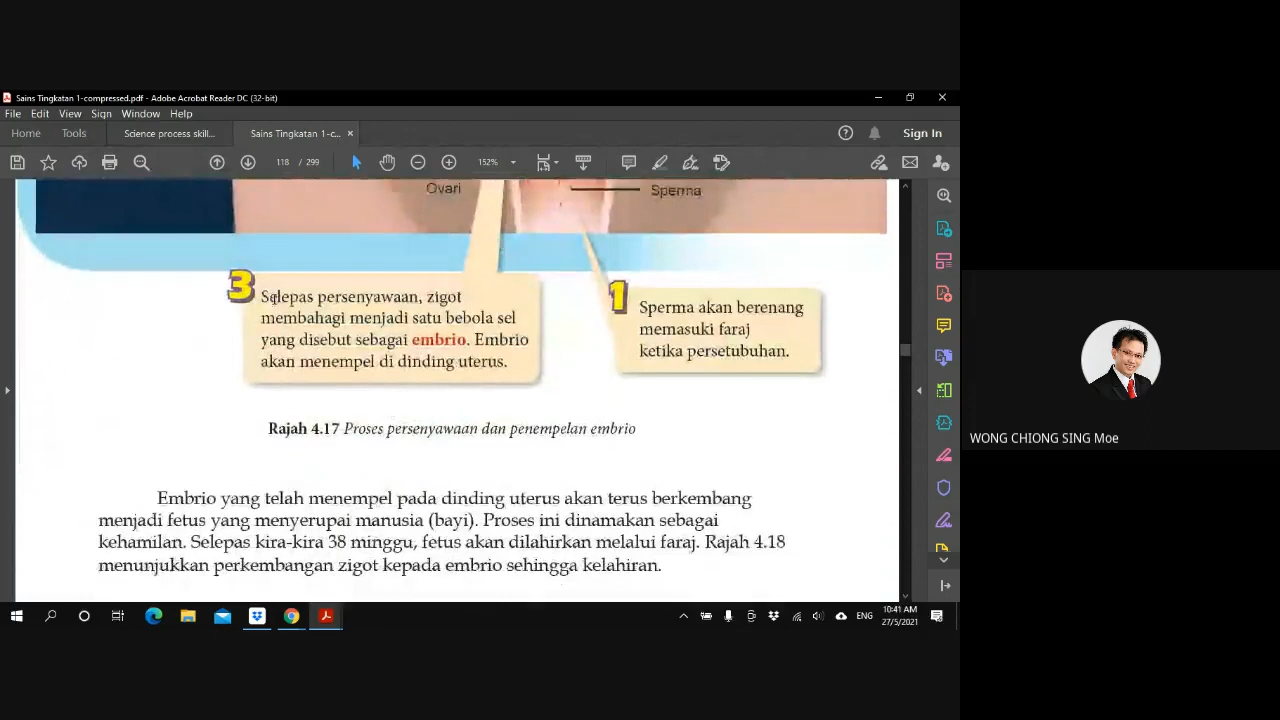 Sains Tingkatan 1-compressed.pdf - Adobe Acrobat Reader DC (32-bit)
File Edit View Sign Window Help
Home Tools Science process skill... Sains Tingkatan 1-c... × Sign In
118 / 299 152%
Ovari Sperma
3
Selepas persenyawaan, zigot
membahagi menjadi satu bebola sel
yang disebut sebagai embrio. Embrio
akan menempel di dinding uterus.
1
Sperma akan berenang
memasuki faraj
ketika persetubuhan.
Rajah 4.17 Proses persenyawaan dan penempelan embrio
Embrio yang telah menempel pada dinding uterus akan terus berkembang
menjadi fetus yang menyerupai manusia (bayi). Proses ini dinamakan sebagai
kehamilan. Selepas kira-kira 38 minggu, fetus akan dilahirkan melalui faraj. Rajah 4.18
menunjukkan perkembangan zigot kepada embrio sehingga kelahiran.
ENG
10:41 AM
27/5/2021
WONG CHIONG SING Moe